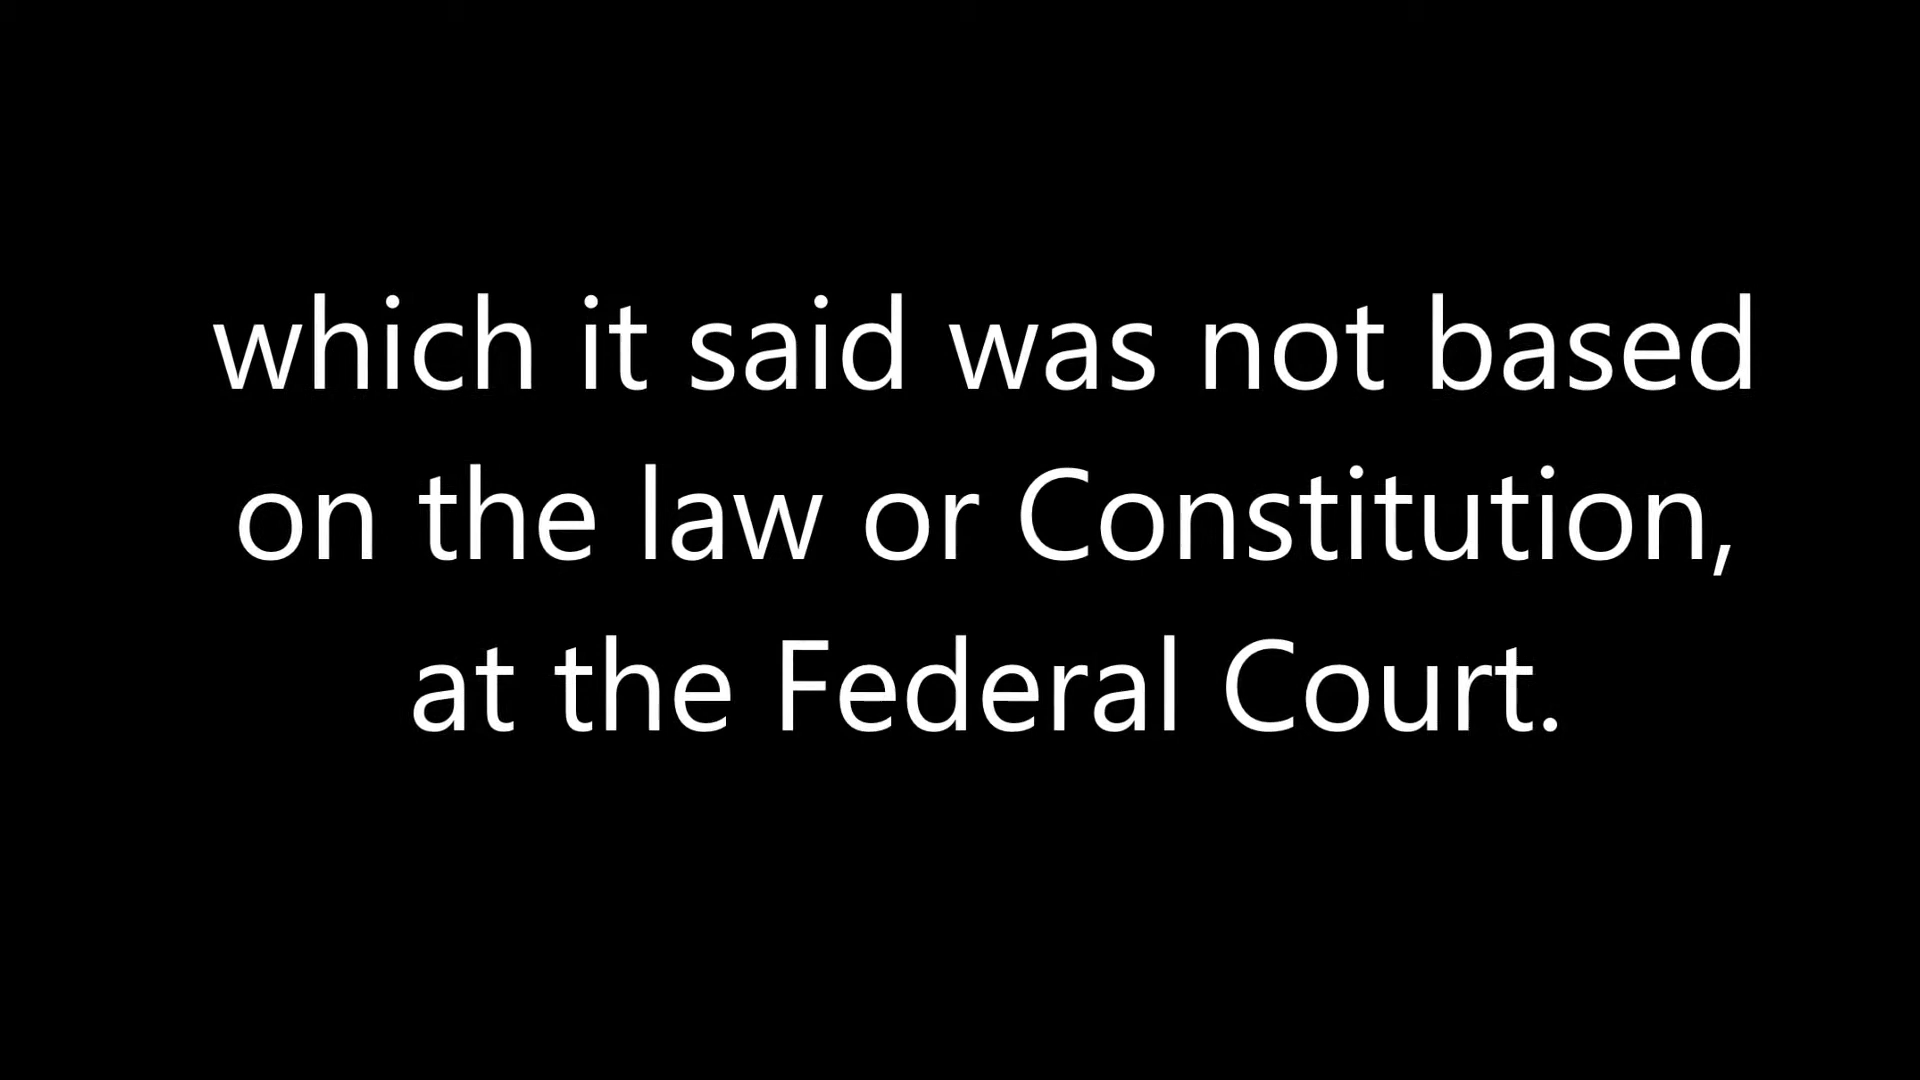 which it said was not based
on the law or Constitution,
at the Federal Court.